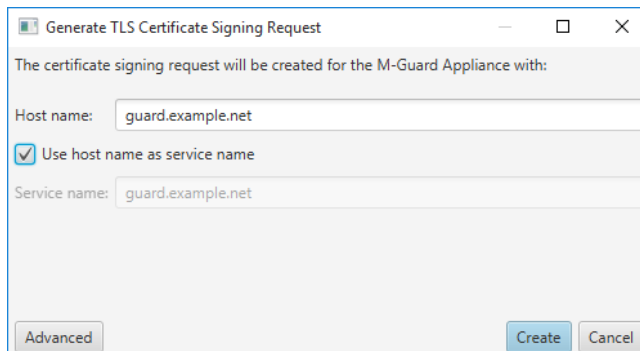 Generate TLS Certificate Signing Request
The certificate signing request will be created for the M-Guard Appliance with:
Host name: guard.example.net
Use host name as service name
Service name: guard.example.net
Advanced Create Cancel